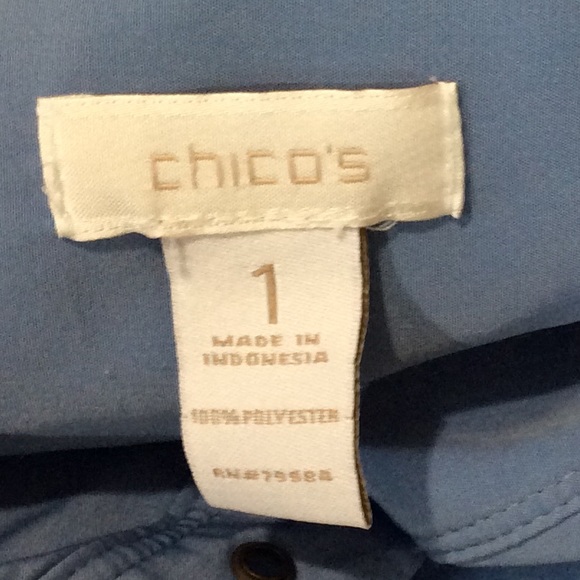 chico's
1
MADE IN
INDONESIA
100% POLYESTER
RN#79984